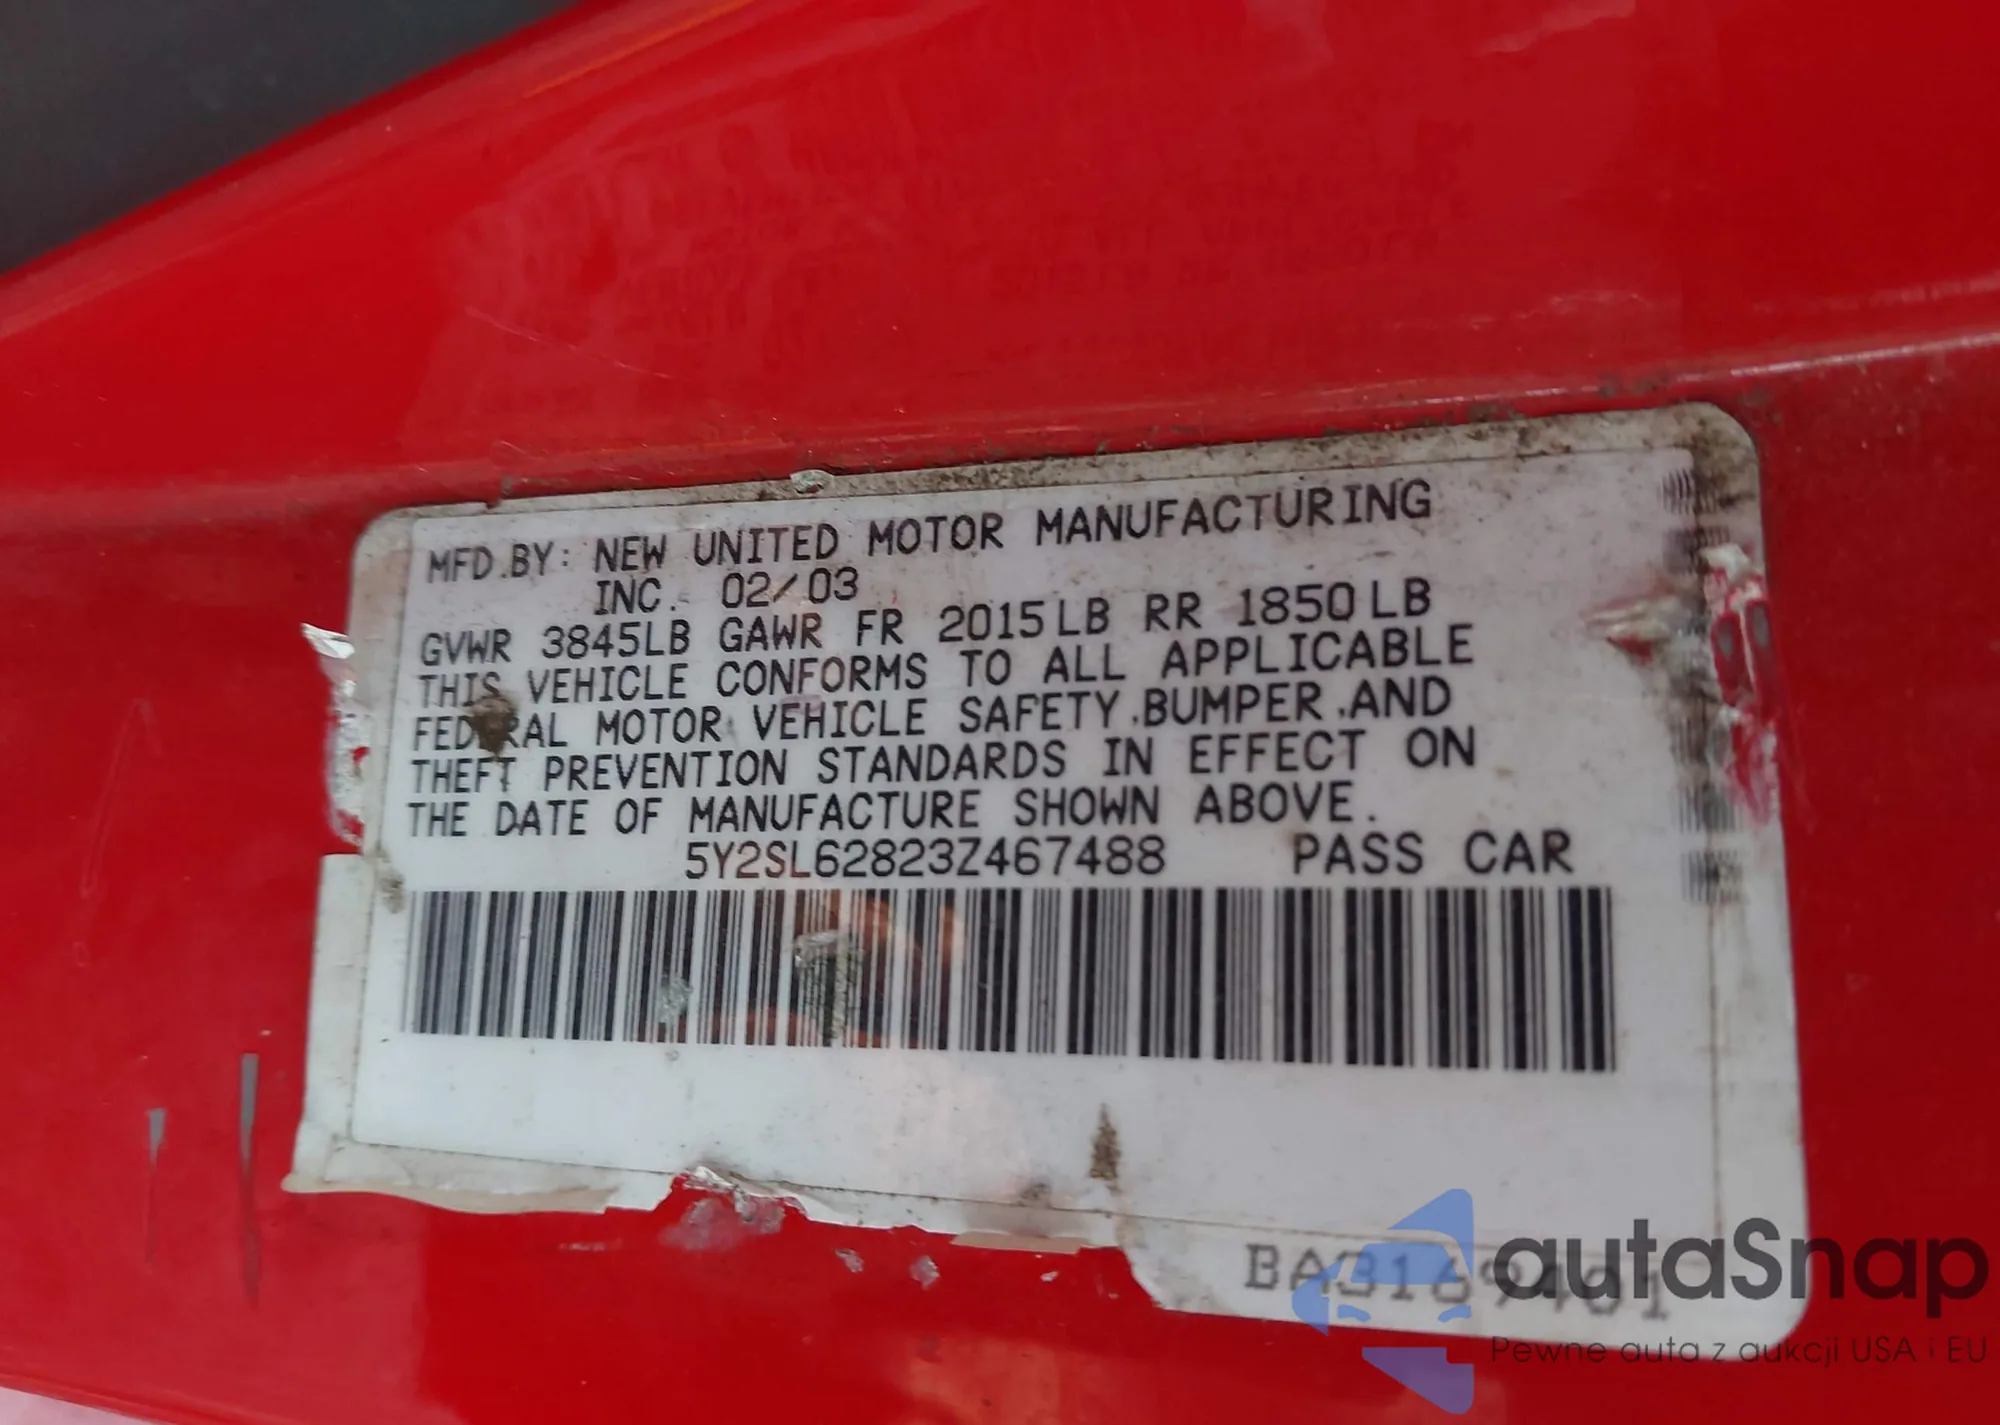 MFD.BY: NEW UNITED MOTOR MANUFACTURING
INC. 02/03
GVWR 3845LB GAWR FR 2015LB RR 1850LB
THIS VEHICLE CONFORMS TO ALL APPLICABLE
FEDERAL MOTOR VEHICLE SAFETY,BUMPER,AND
THEFT PREVENTION STANDARDS IN EFFECT ON
THE DATE OF MANUFACTURE SHOWN ABOVE.
5Y2SL62823Z467488 PASS CAR
BA3169401
autaSnap
Pewne auta z aukcji USA i EU